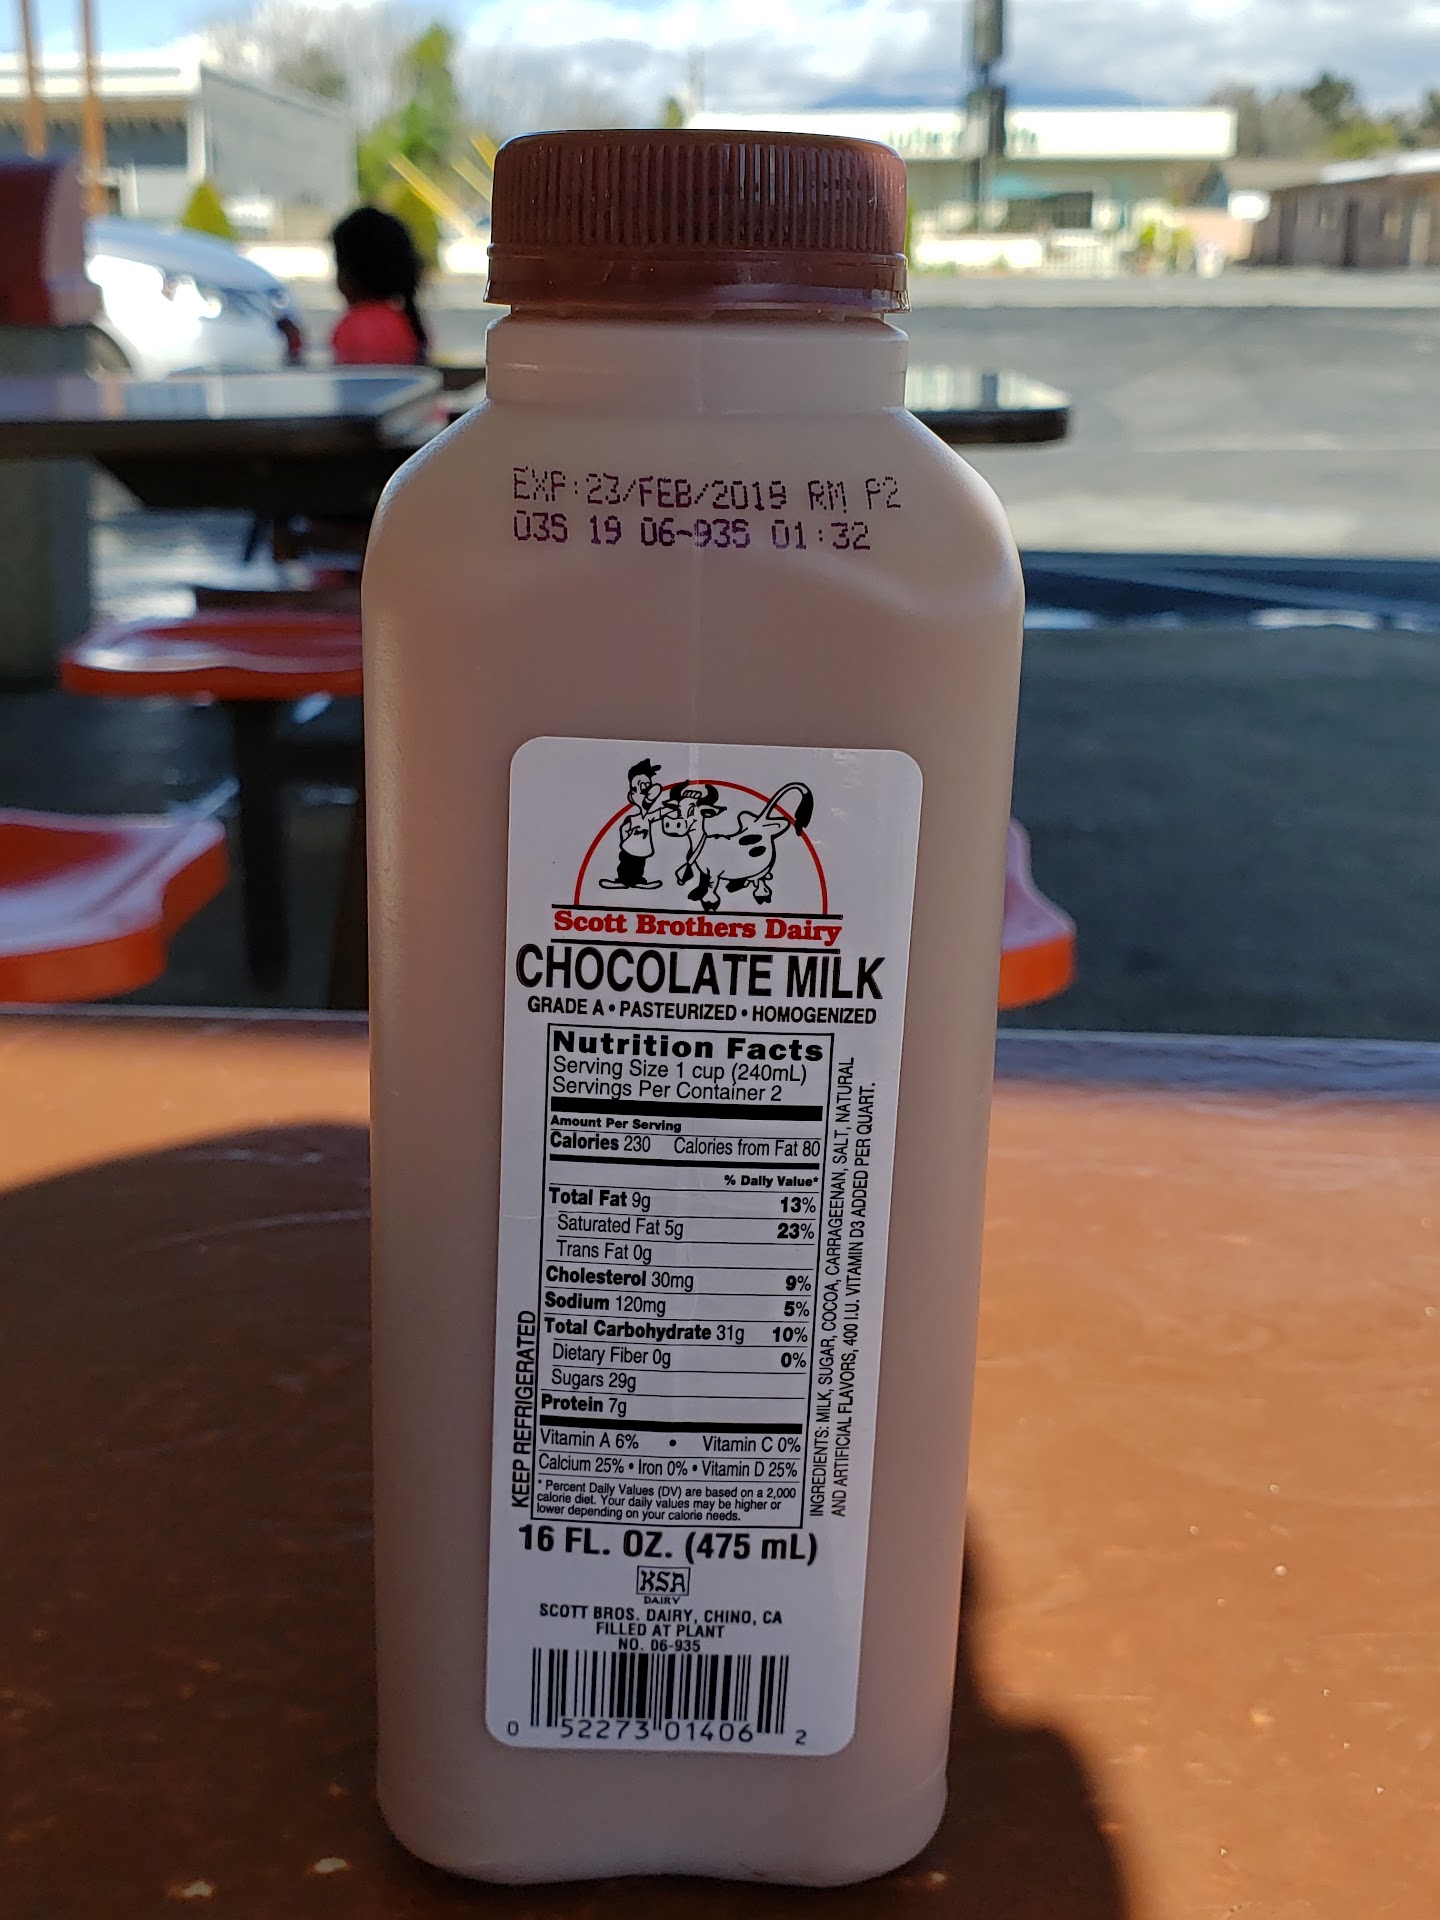 EXP:23/FEB/2019 RM P2
035 19 06-935 01:32
Scott Brothers Dairy
CHOCOLATE MILK
GRADE A • PASTEURIZED • HOMOGENIZED
Nutrition Facts
Serving Size 1 cup (240mL)
Servings Per Container 2
Amount Per Serving
Calories 230 Calories from Fat 80
% Daily Value*
Total Fat 9g 13%
Saturated Fat 5g 23%
Trans Fat 0g
Cholesterol 30mg 9%
Sodium 120mg 5%
Total Carbohydrate 31g 10%
Dietary Fiber 0g 0%
Sugars 29g
Protein 7g
Vitamin A 6% • Vitamin C 0%
Calcium 25% • Iron 0% • Vitamin D 25%
* Percent Daily Values (DV) are based on a 2,000
calorie diet. Your daily values may be higher or
lower depending on your calorie needs.
KEEP REFRIGERATED
INGREDIENTS: MILK, SUGAR, COCOA, CARRAGEENAN, SALT, NATURAL
AND ARTIFICIAL FLAVORS, 400 I.U. VITAMIN D3 ADDED PER QUART.
16 FL. OZ. (475 mL)
KSA
DAIRY
SCOTT BROS. DAIRY, CHINO, CA
FILLED AT PLANT
NO. 06-935
0 52273 01406 2